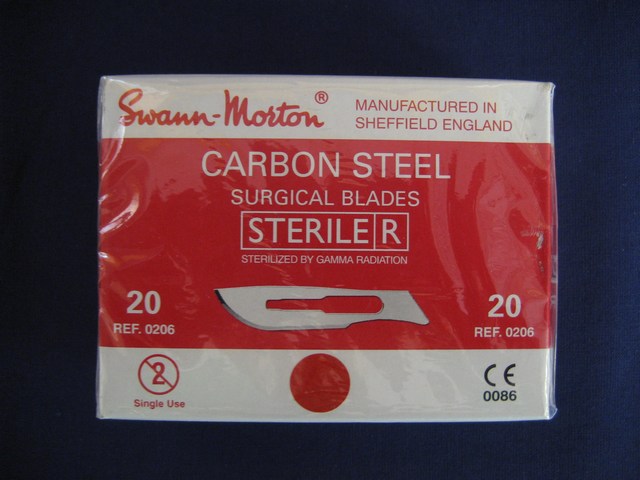 Swann-Morton®
MANUFACTURED IN
SHEFFIELD ENGLAND
CARBON STEEL
SURGICAL BLADES
STERILE R
STERILIZED BY GAMMA RADIATION
20
REF. 0206
20
REF. 0206
2
Single Use
CE
0086